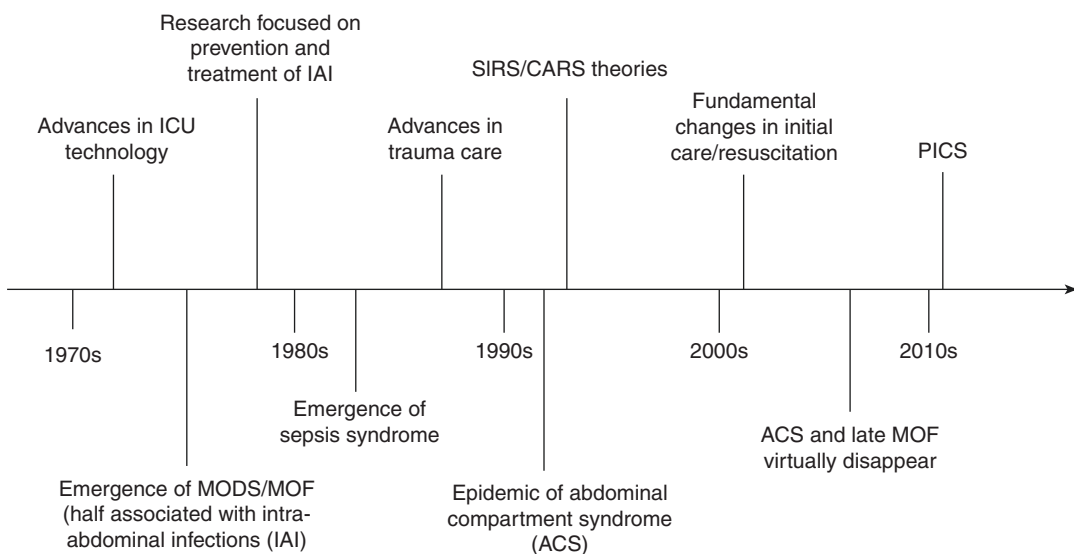 Research focused on
prevention and
treatment of IAI
SIRS/CARS theories
Fundamental
changes in initial
care/resuscitation
Advances in ICU
technology
Advances in
trauma care
PICS
1970s
1980s
1990s
2000s
2010s
Emergence of
sepsis syndrome
ACS and late MOF
virtually disappear
Emergence of MODS/MOF
(half associated with intra-
abdominal infections (IAI)
Epidemic of abdominal
compartment syndrome
(ACS)